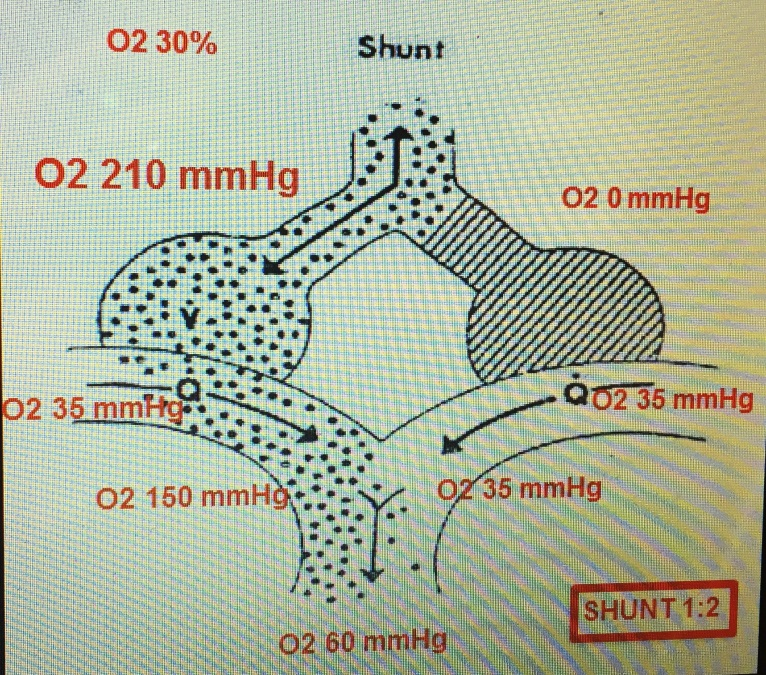 O2 30%
Shunt
O2 210 mmHg
O2 0 mmHg
V
Q
Q̇
O2 35 mmHg
O2 35 mmHg
O2 150 mmHg
O2 35 mmHg
SHUNT 1:2
O2 60 mmHg